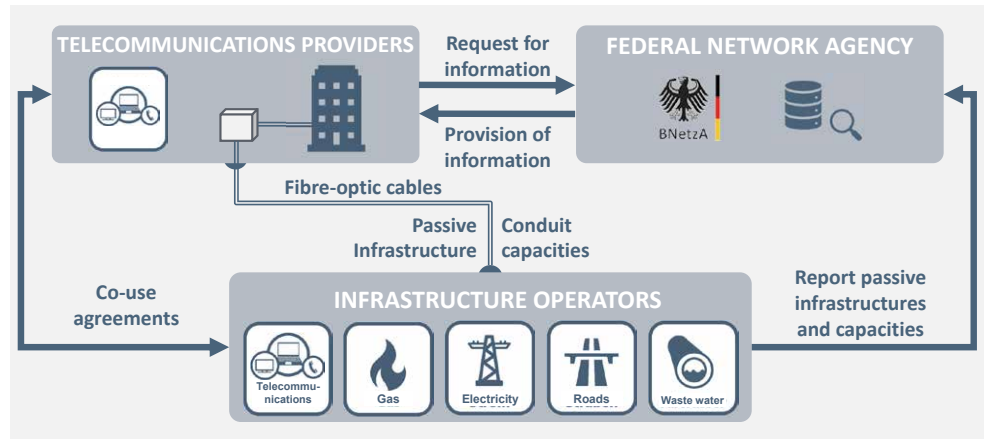 TELECOMMUNICATIONS PROVIDERS
Request for
information
FEDERAL NETWORK AGENCY
BNetzA
Provision of
information
Fibre-optic cables
Passive
Infrastructure
Conduit
capacities
Co-use
agreements
Report passive
infrastructures
and capacities
INFRASTRUCTURE OPERATORS
Telecommu-
nications
Gas
Electricity
Roads
Waste water